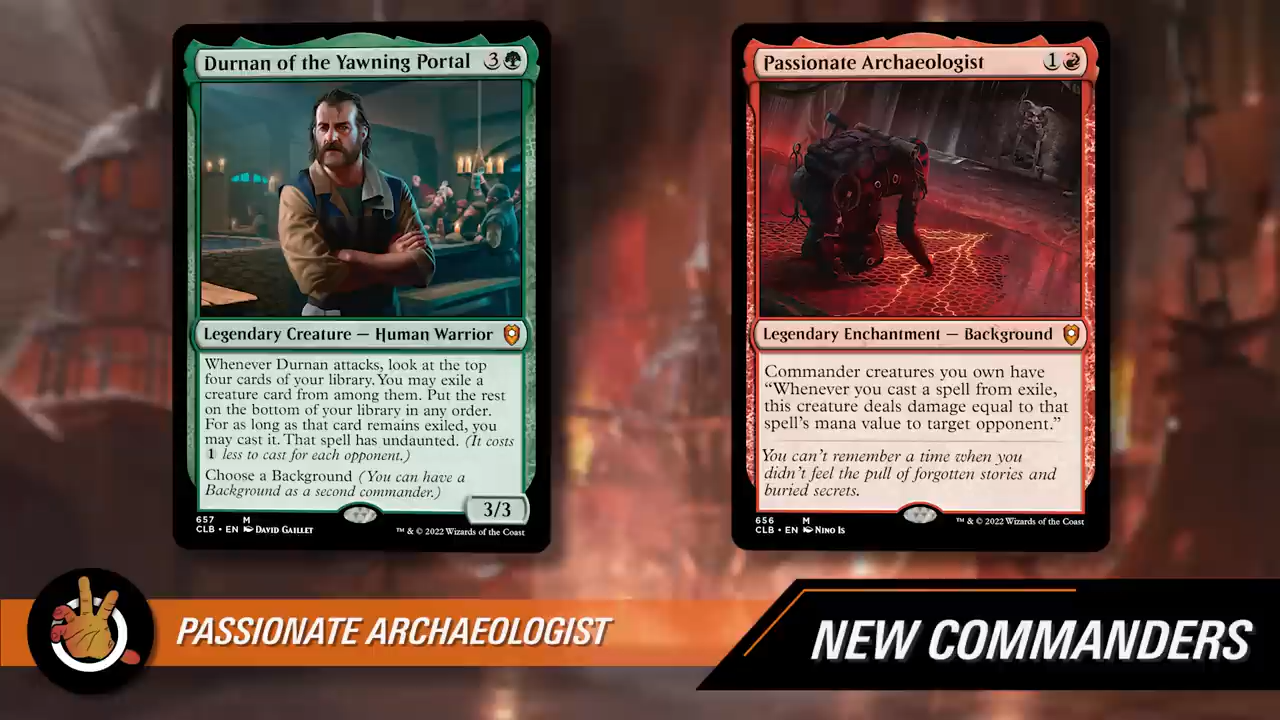 Durnan of the Yawning Portal 3
Legendary Creature — Human Warrior
Whenever Durnan attacks, look at the top
four cards of your library. You may exile a
creature card from among them. Put the rest
on the bottom of your library in any order.
For as long as that card remains exiled, you
may cast it. That spell has undaunted. (It costs
1 less to cast for each opponent.)
Choose a Background (You can have a
Background as a second commander.)
3/3
657 M
CLB • EN DAVID GAILLET
™ & © 2022 Wizards of the Coast
Passionate Archaeologist 1
Legendary Enchantment — Background
Commander creatures you own have
“Whenever you cast a spell from exile,
this creature deals damage equal to that
spell’s mana value to target opponent.”
You can’t remember a time when you
didn’t feel the pull of forgotten stories and
buried secrets.
656 M
CLB • EN NINO IS
™ & © 2022 Wizards of the Coast
PASSIONATE ARCHAEOLOGIST
NEW COMMANDERS